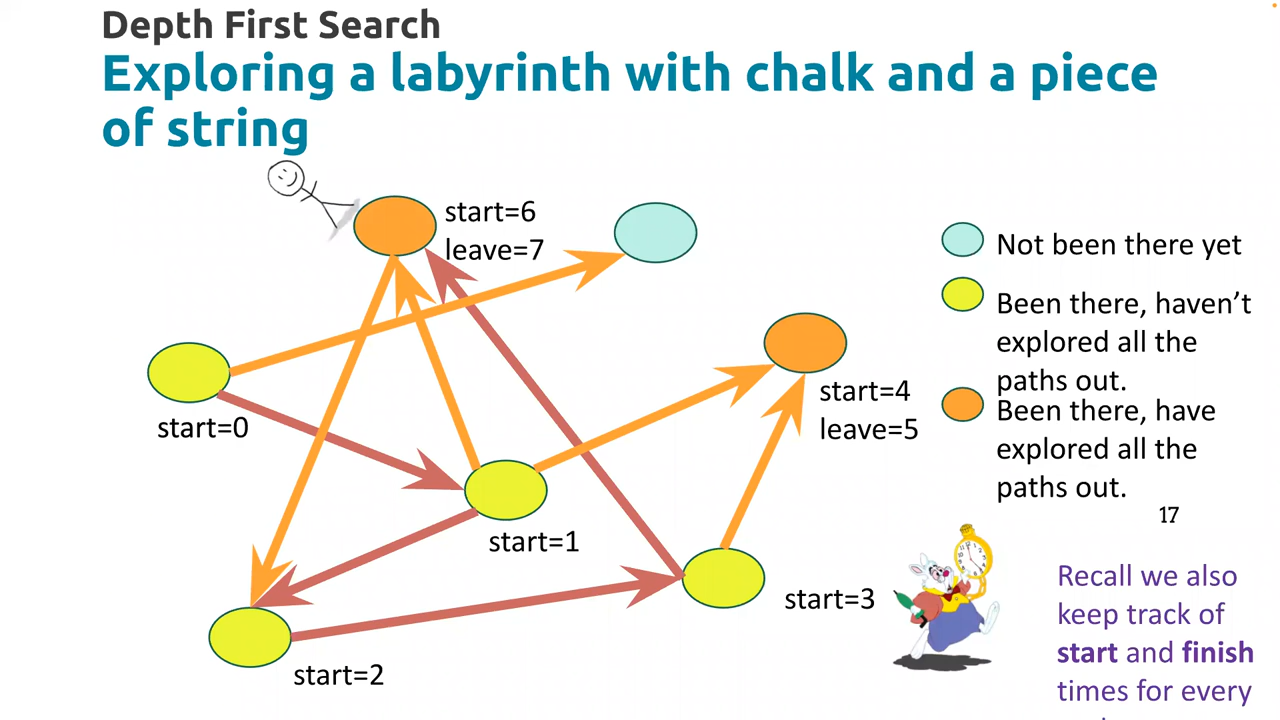 Depth First Search
Exploring a labyrinth with chalk and a piece
of string
start=6
leave=7
Not been there yet
Been there, haven’t
explored all the
paths out.
Been there, have
explored all the
paths out.
start=4
leave=5
start=0
start=1
start=3
start=2
17
Recall we also
keep track of
start and finish
times for every